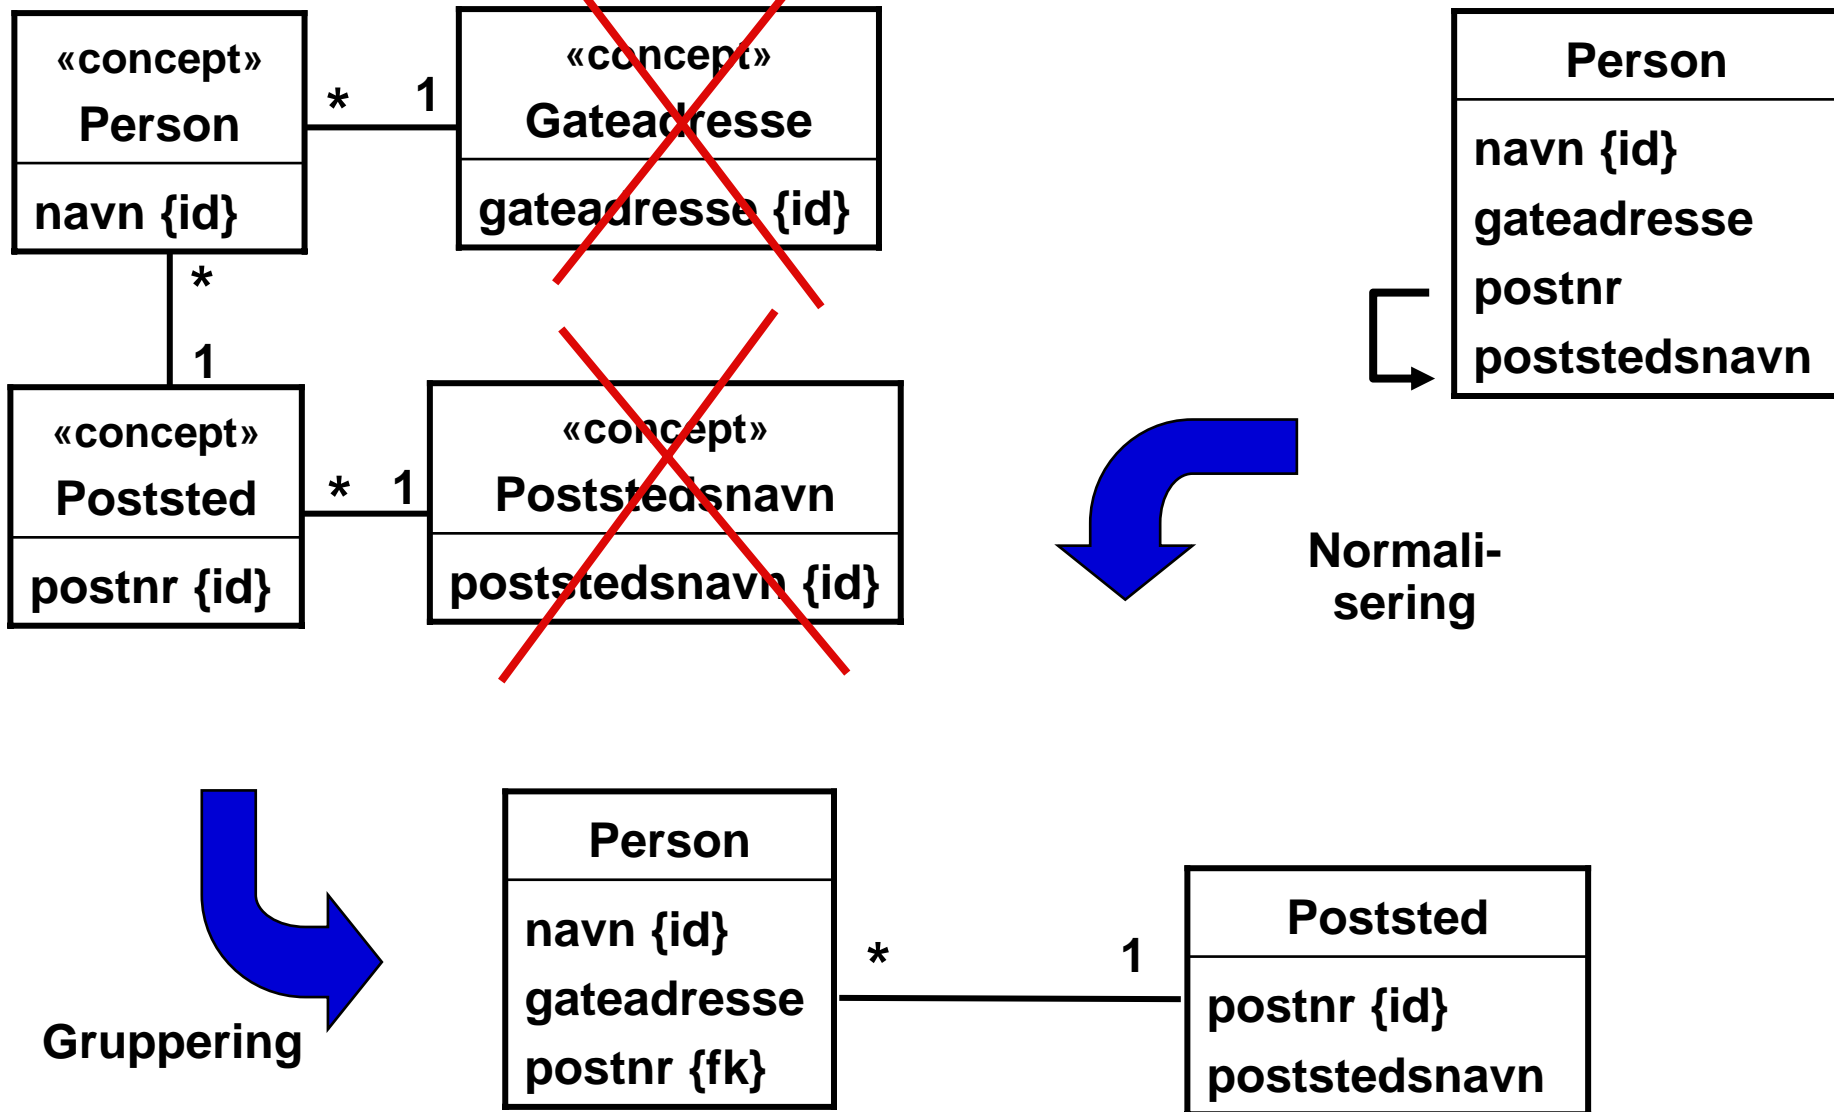 «concept»
Person
navn {id}
*
1
«concept»
Gateadresse
gateadresse {id}
*
1
«concept»
Poststed
postnr {id}
*
1
«concept»
Poststedsnavn
poststedsnavn {id}
Person
navn {id}
gateadresse
postnr
poststedsnavn
Normali-
sering
Gruppering
Person
navn {id}
gateadresse
postnr {fk}
*
1
Poststed
postnr {id}
poststedsnavn